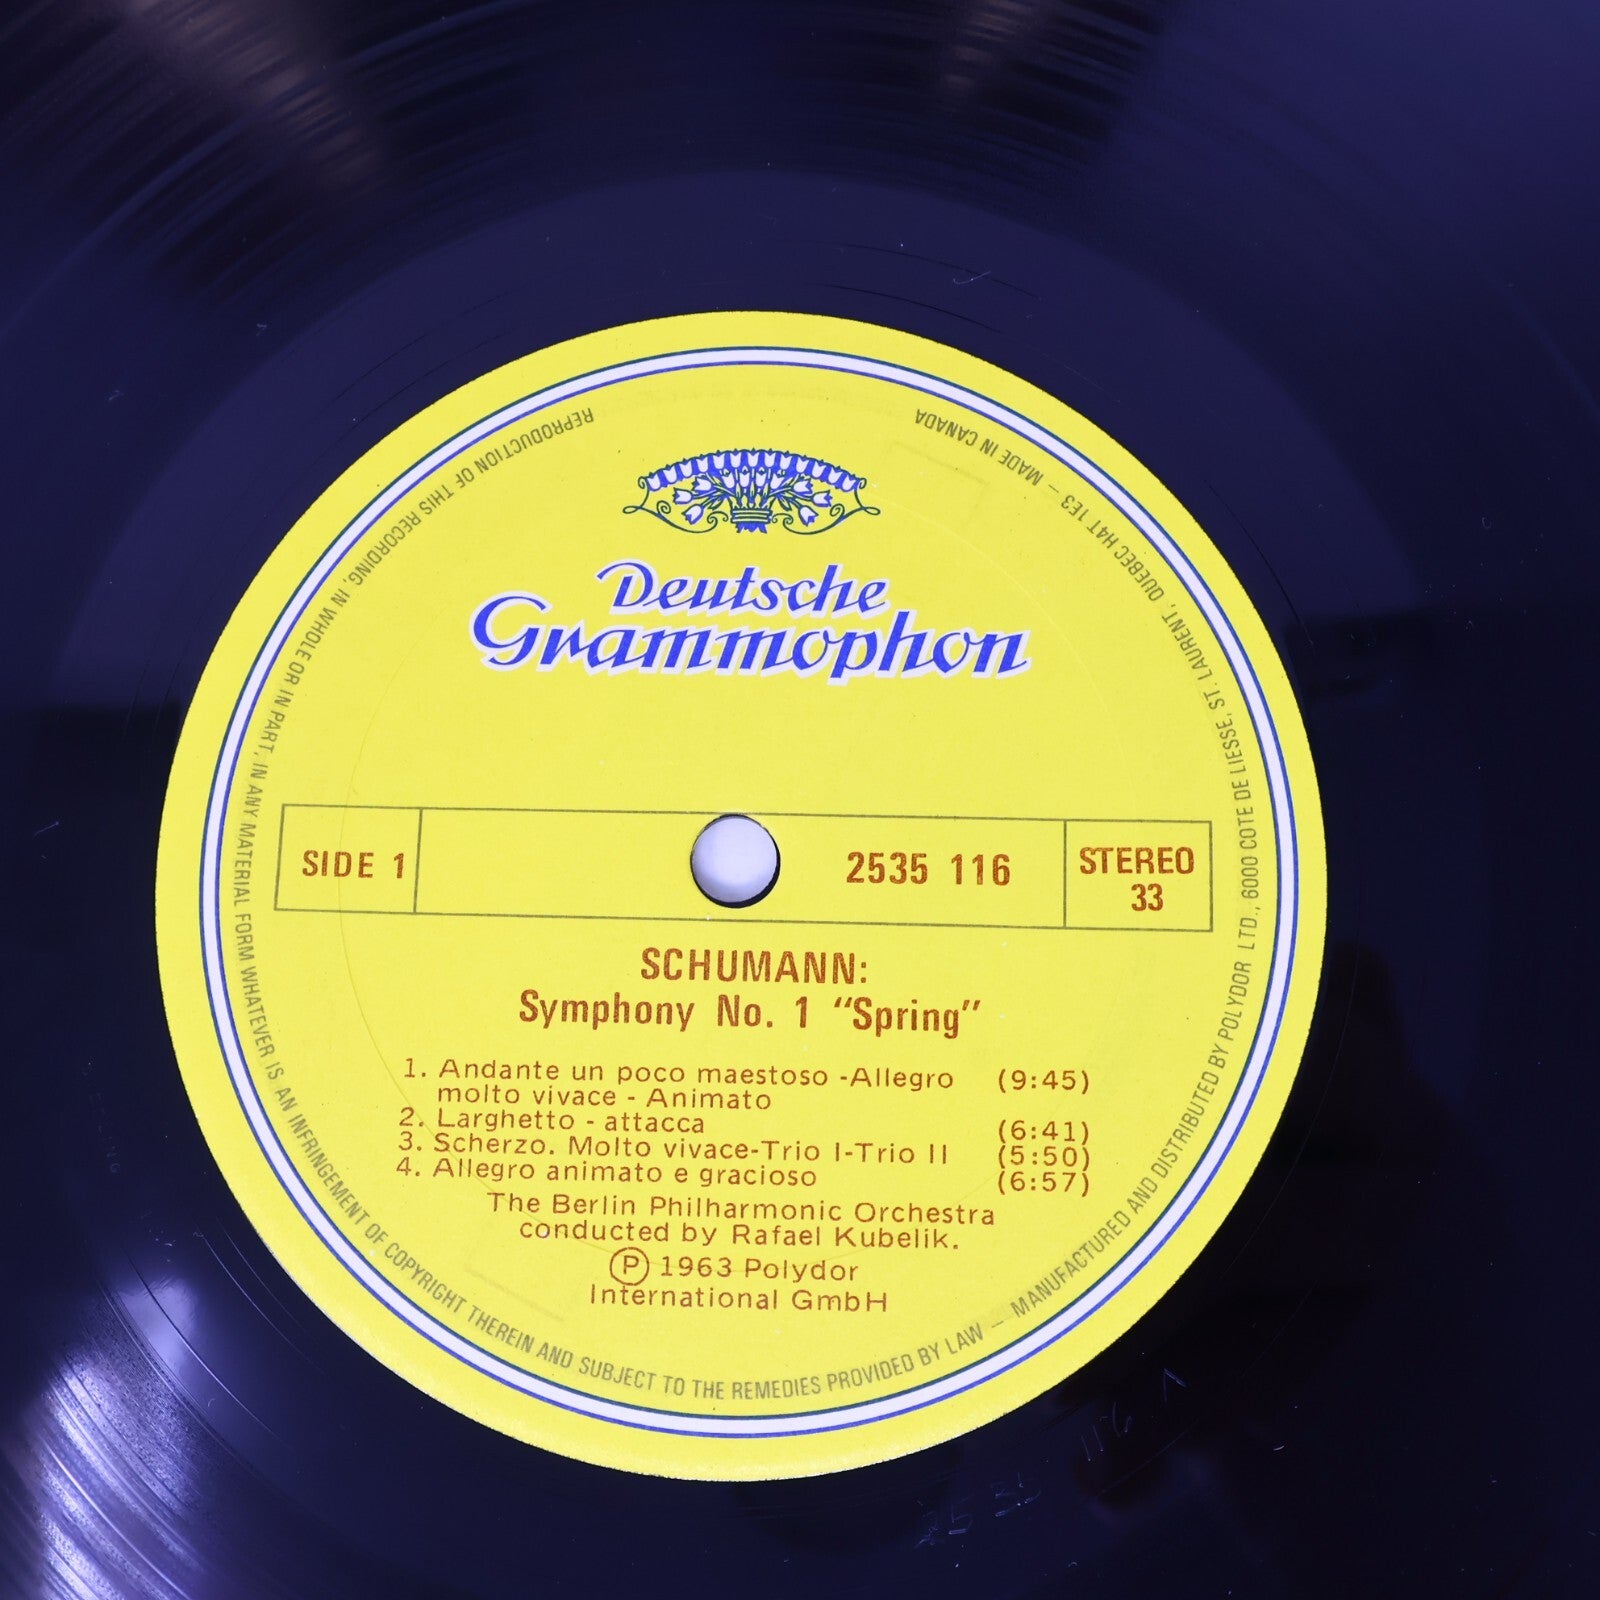 Deutsche
Grammophon
SIDE 1
2535 116
STEREO
33
SCHUMANN:
Symphony No. 1 "Spring"
1. Andante un poco maestoso -Allegro (9:45)
molto vivace - Animato
2. Larghetto - attacca (6:41)
3. Scherzo. Molto vivace-Trio I-Trio II (5:50)
4. Allegro animato e gracioso (6:57)
The Berlin Philharmonic Orchestra
conducted by Rafael Kubelik.
Ⓟ 1963 Polydor
International GmbH
REPRODUCTION OF THIS RECORDING, IN WHOLE OR IN PART, IN ANY MATERIAL FORM WHATEVER IS AN INFRINGEMENT OF COPYRIGHT THEREIN AND SUBJECT TO THE REMEDIES PROVIDED BY LAW — MANUFACTURED AND DISTRIBUTED BY POLYDOR LTD., 6000 COTE DE LIESSE, ST. LAURENT, QUEBEC H4T 1E3 — MADE IN CANADA